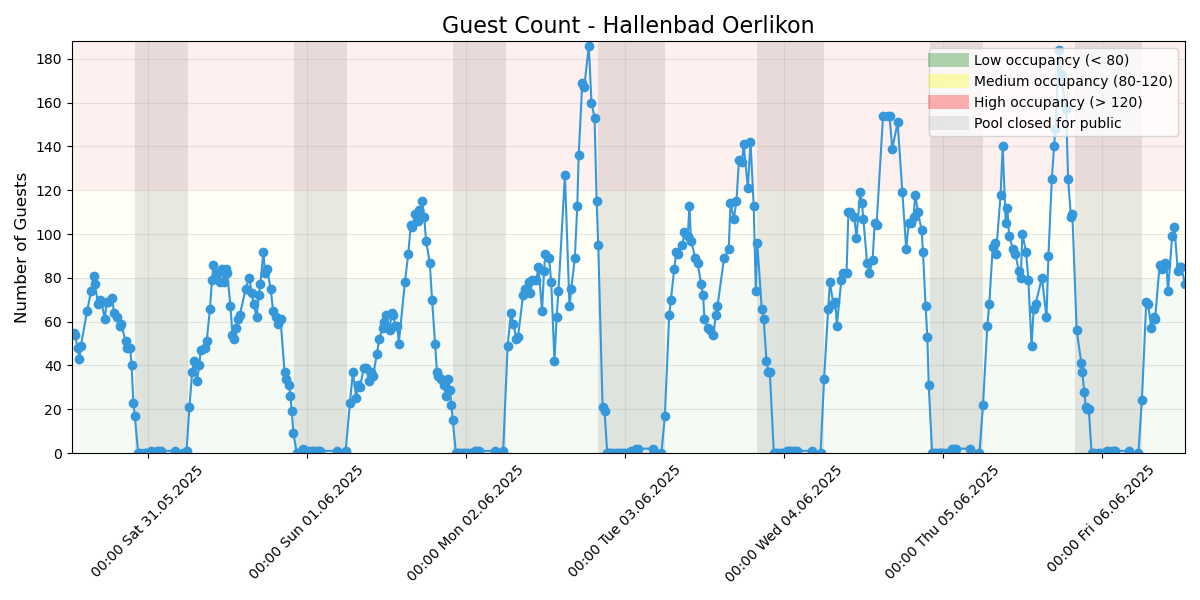 Guest Count - Hallenbad Oerlikon
Number of Guests
180
160
140
120
100
80
60
40
20
0
Low occupancy (< 80)
Medium occupancy (80-120)
High occupancy (> 120)
Pool closed for public
00:00 Sat 31.05.2025
00:00 Sun 01.06.2025
00:00 Mon 02.06.2025
00:00 Tue 03.06.2025
00:00 Wed 04.06.2025
00:00 Thu 05.06.2025
00:00 Fri 06.06.2025